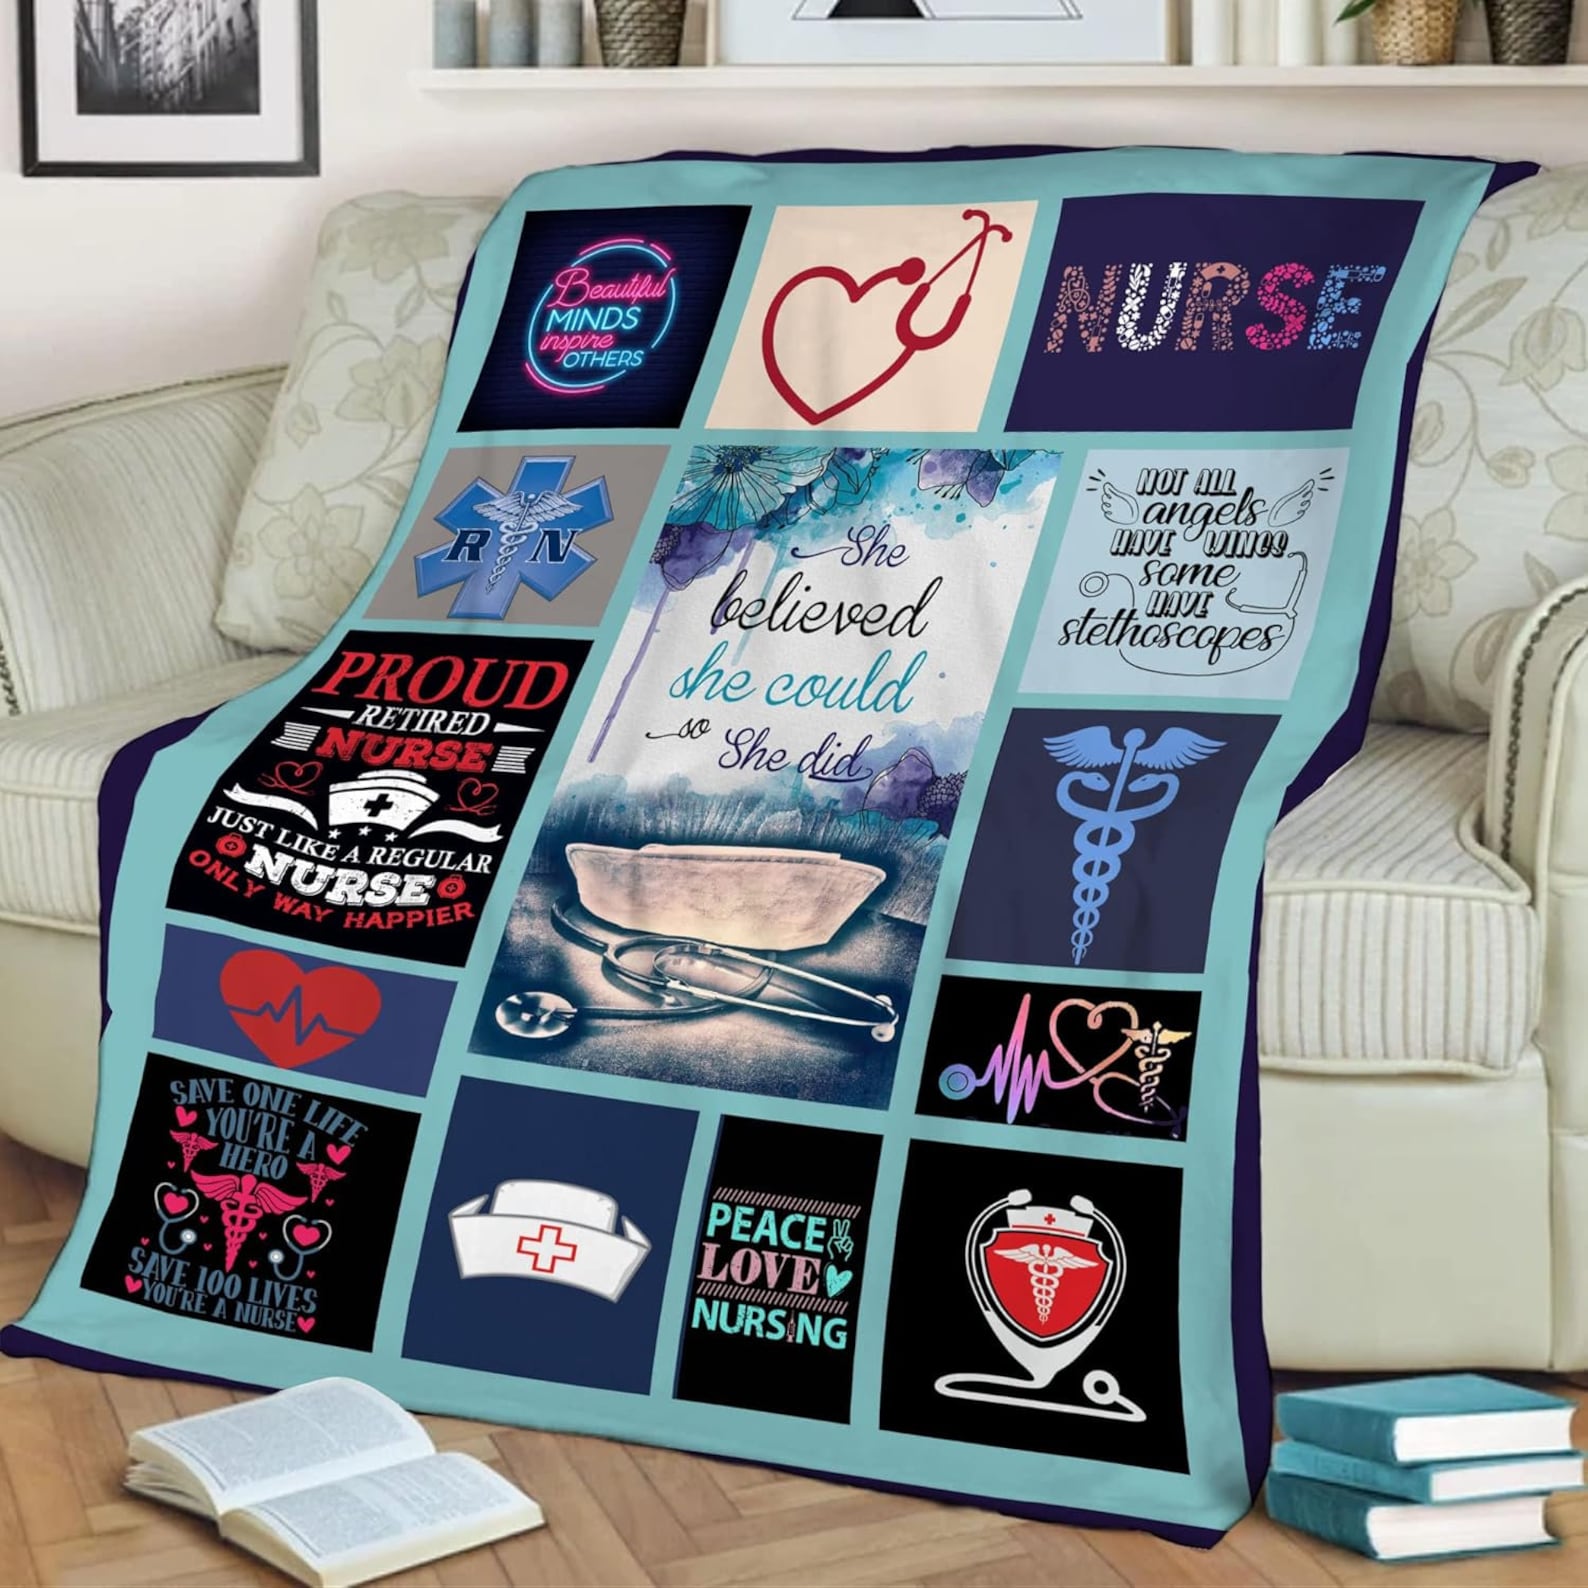 Beautiful
MINDS
inspire
OTHERS
NURSE
R N
She
believed
she could
so She did
NOT ALL
angels
HAVE WINGS
some
HAVE
stethoscopes
PROUD
RETIRED
NURSE
JUST LIKE A REGULAR
NURSE
ONLY WAY HAPPIER
SAVE ONE LIFE
YOU'RE A
HERO
SAVE 100 LIVES
YOU'RE A NURSE
PEACE
LOVE
NURSING